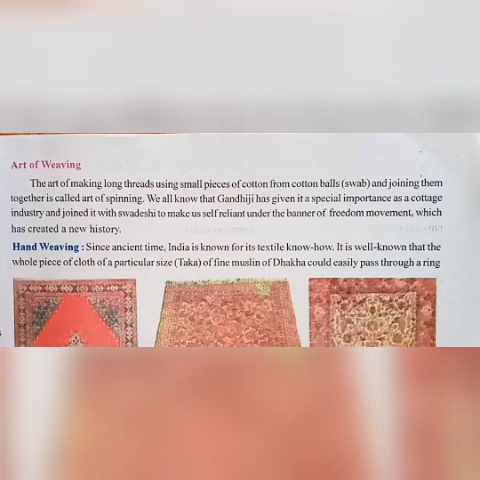 Art of Weaving
The art of making long threads using small pieces of cotton from cotton balls (swab) and joining them
together is called art of spinning. We all know that Gandhiji has given it a special importance as a cottage
industry and joined it with swadeshi to make us self reliant under the banner of freedom movement, which
has created a new history.
Hand Weaving : Since ancient time, India is known for its textile know-how. It is well-known that the
whole piece of cloth of a particular size (Taka) of fine muslin of Dhakha could easily pass through a ring